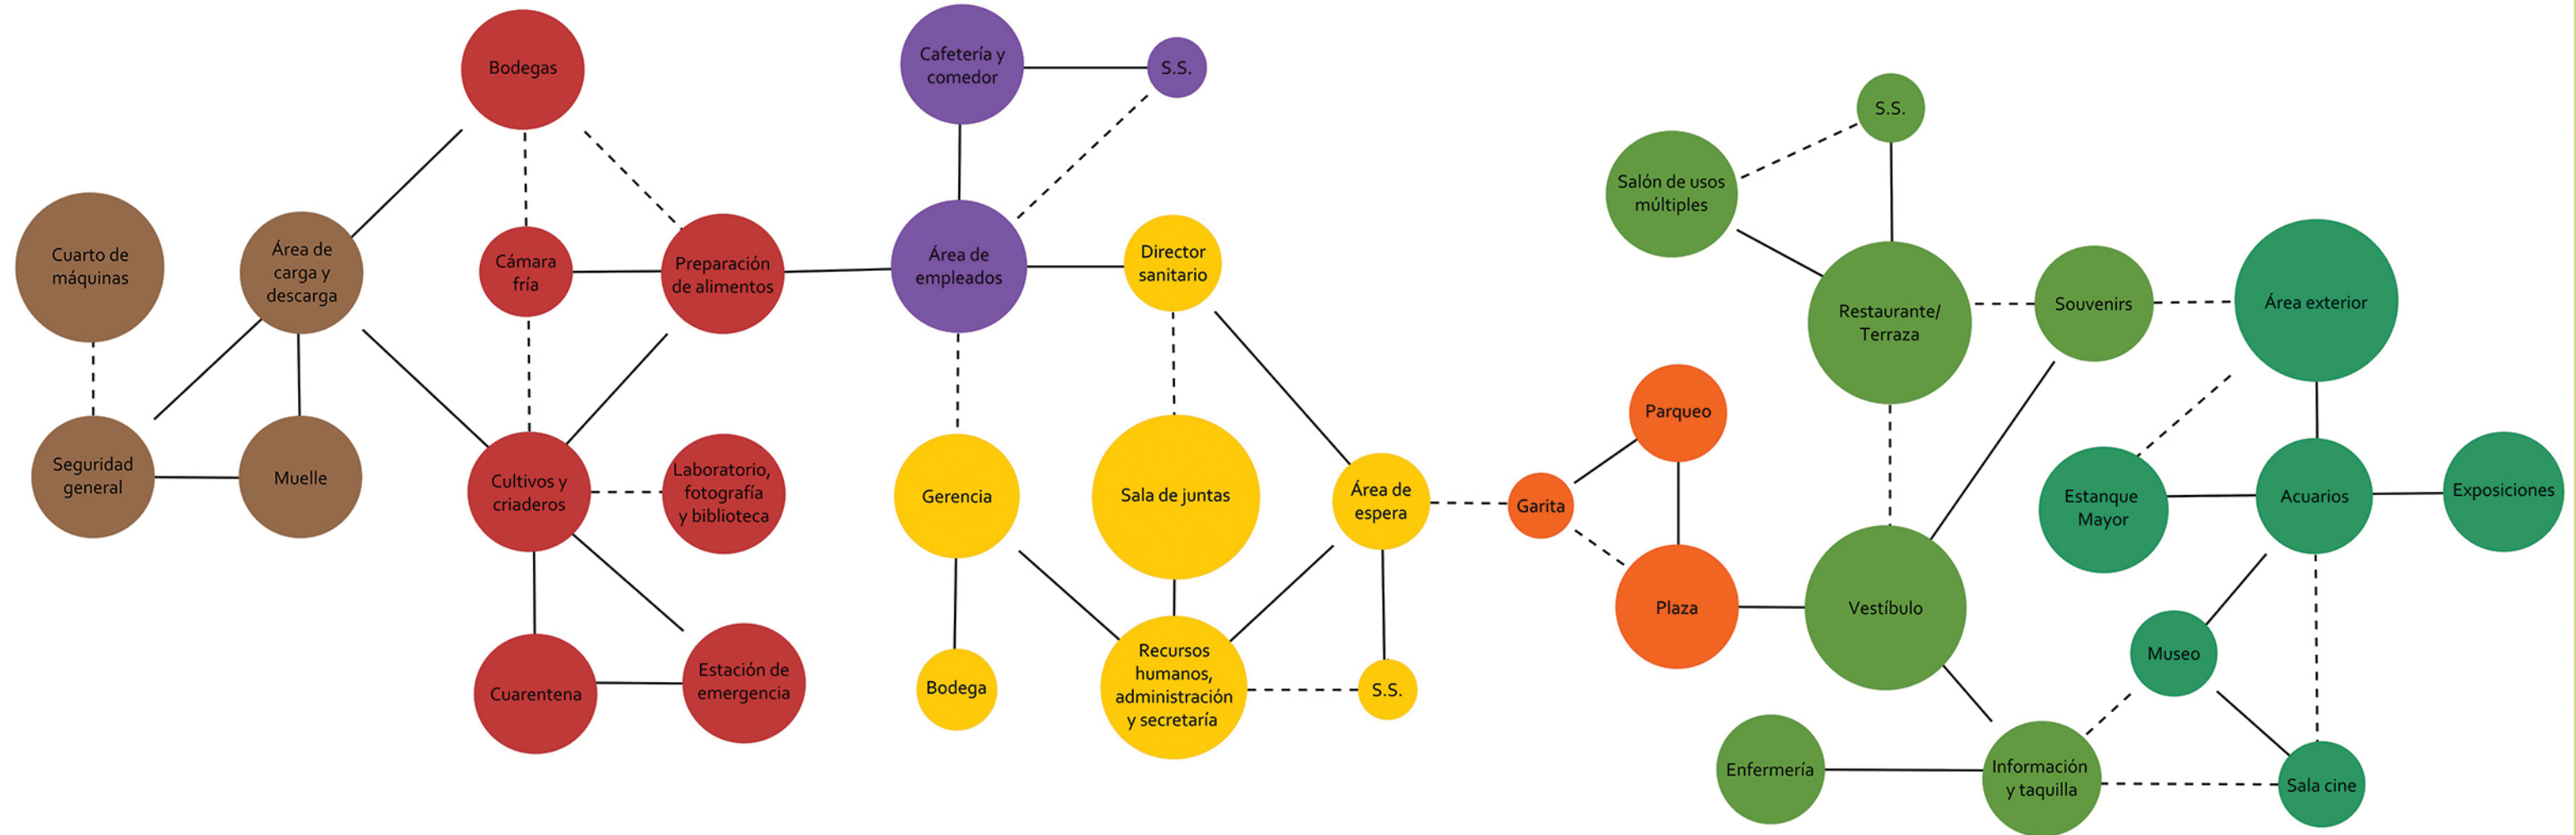 Bodegas
Cuarto de
máquinas
Área de
carga y
descarga
Cámara
fría
Preparación
de alimentos
Seguridad
general
Muelle
Cultivos y
criaderos
Laboratorio,
fotografía
y biblioteca
Cuarentena
Estación de
emergencia
Cafetería y
comedor
S.S.
Área de
empleados
Director
sanitario
Gerencia
Sala de juntas
Área de
espera
Bodega
Recursos
humanos,
administración
y secretaría
S.S.
Garita
Parqueo
Plaza
S.S.
Salón de usos
múltiples
Restaurante/
Terraza
Souvenirs
Vestíbulo
Enfermería
Información
y taquilla
Área exterior
Estanque
Mayor
Acuarios
Exposiciones
Museo
Sala cine